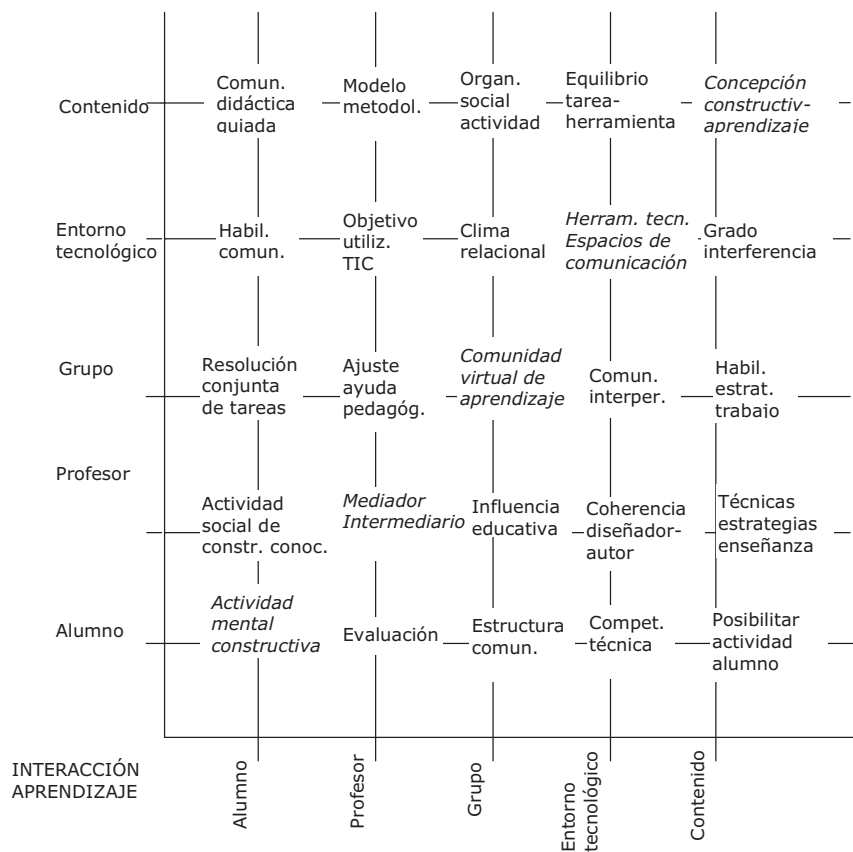 Contenido
Comun.
didáctica
guiada
Modelo
metodol.
Organ.
social
actividad
Equilibrio
tarea-
herramienta
Concepción
constructiv-
aprendizaje
Entorno
tecnológico
Habil.
comun.
Objetivo
utiliz.
TIC
Clima
relacional
Herram. tecn.
Espacios de
comunicación
Grado
interferencia
Grupo
Resolución
conjunta
de tareas
Ajuste
ayuda
pedagóg.
Comunidad
virtual de
aprendizaje
Comun.
interper.
Habil.
estrat.
trabajo
Profesor
Actividad
social de
constr. conoc.
Mediador
Intermediario
Influencia
educativa
Coherencia
diseñador-
autor
Técnicas
estrategias
enseñanza
Alumno
Actividad
mental
constructiva
Evaluación
Estructura
comun.
Compet.
técnica
Posibilitar
actividad
alumno
INTERACCIÓN
APRENDIZAJE
Alumno
Profesor
Grupo
Entorno
tecnológico
Contenido